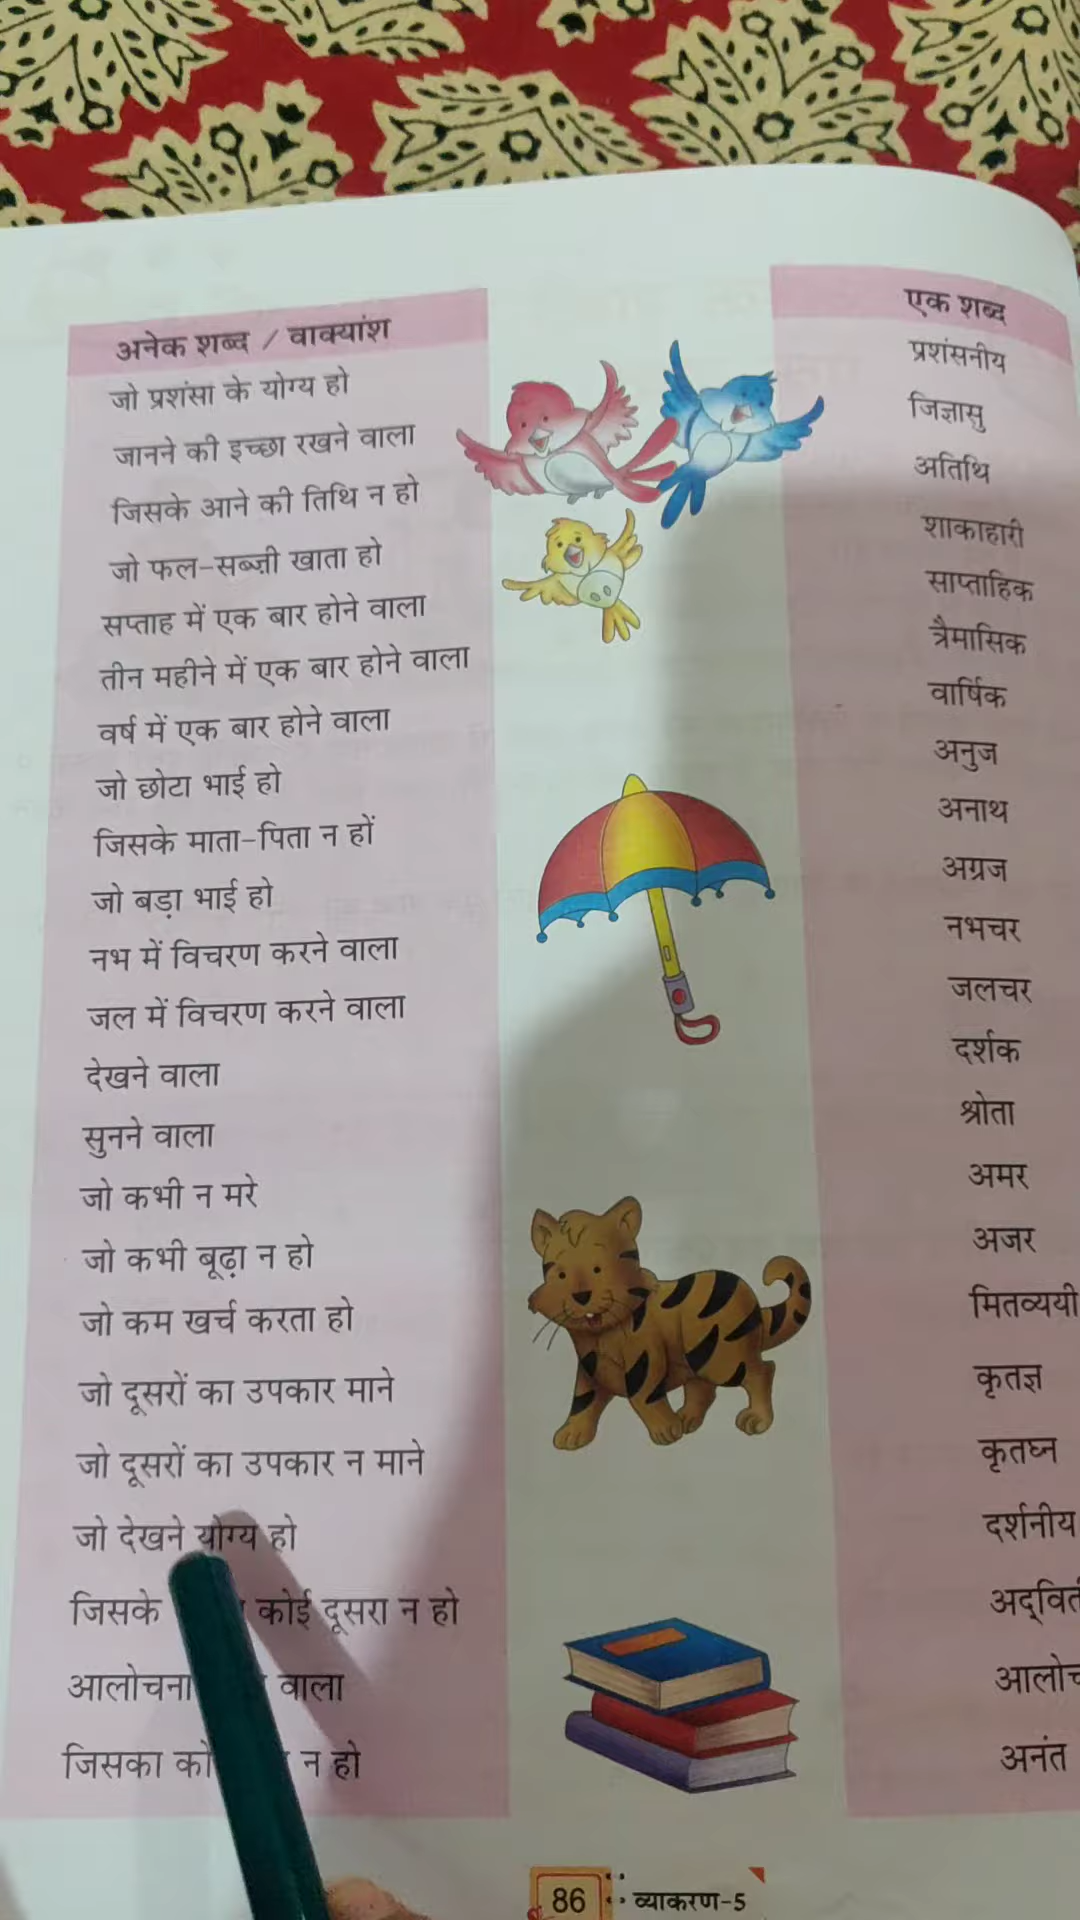 अनेक शब्द / वाक्यांश
एक शब्द
जो प्रशंसा के योग्य हो
प्रशंसनीय
जानने की इच्छा रखने वाला
जिज्ञासु
जिसके आने की तिथि न हो
अतिथि
जो फल-सब्ज़ी खाता हो
शाकाहारी
सप्ताह में एक बार होने वाला
साप्ताहिक
तीन महीने में एक बार होने वाला
त्रैमासिक
वर्ष में एक बार होने वाला
वार्षिक
जो छोटा भाई हो
अनुज
जिसके माता-पिता न हों
अनाथ
जो बड़ा भाई हो
अग्रज
नभ में विचरण करने वाला
नभचर
जल में विचरण करने वाला
जलचर
देखने वाला
दर्शक
सुनने वाला
श्रोता
जो कभी न मरे
अमर
जो कभी बूढ़ा न हो
अजर
जो कम खर्च करता हो
मितव्ययी
जो दूसरों का उपकार माने
कृतज्ञ
जो दूसरों का उपकार न माने
कृतघ्न
जो देखने योग्य हो
दर्शनीय
जिसके कोई दूसरा न हो
आलोचना वाला
जिसका न हो
अनंत
86 व्याकरण-5